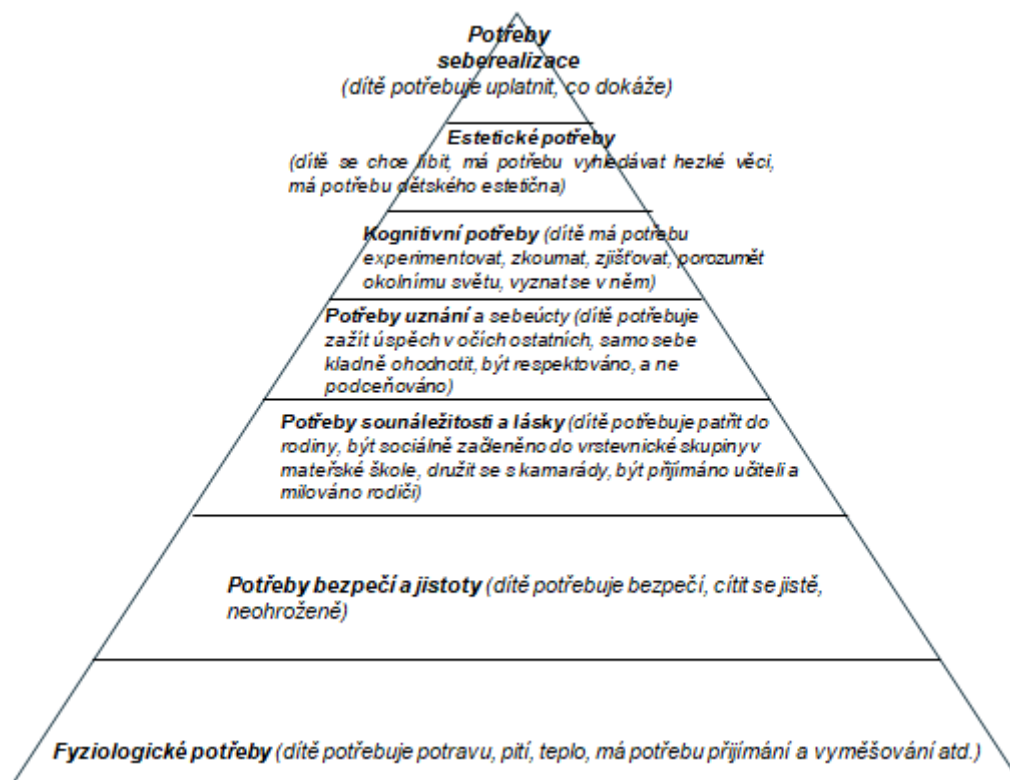 Potřeby
seberealizace
(dítě potřebuje uplatnit, co dokáže)
Estetické potřeby
(dítě se chce líbit, má potřebu vyhledávat hezké věci,
má potřebu dětského estetična)
Kognitivní potřeby (dítě má potřebu
experimentovat, zkoumat, zjišťovat, porozumět
okolnímu světu, vyznat se v něm)
Potřeby uznání a sebeúcty (dítě potřebuje
zažít úspěch v očích ostatních, samo sebe
kladně ohodnotit, být respektováno, a ne
podceňováno)
Potřeby sounáležitosti a lásky (dítě potřebuje patřit do
rodiny, být sociálně začleněno do vrstevnické skupiny v
mateřské škole, družit se s kamarády, být přijímáno učiteli a
milováno rodiči)
Potřeby bezpečí a jistoty (dítě potřebuje bezpečí, cítit se jistě,
neohroženě)
Fyziologické potřeby (dítě potřebuje potravu, pití, teplo, má potřebu přijímání a vyměšování atd.)